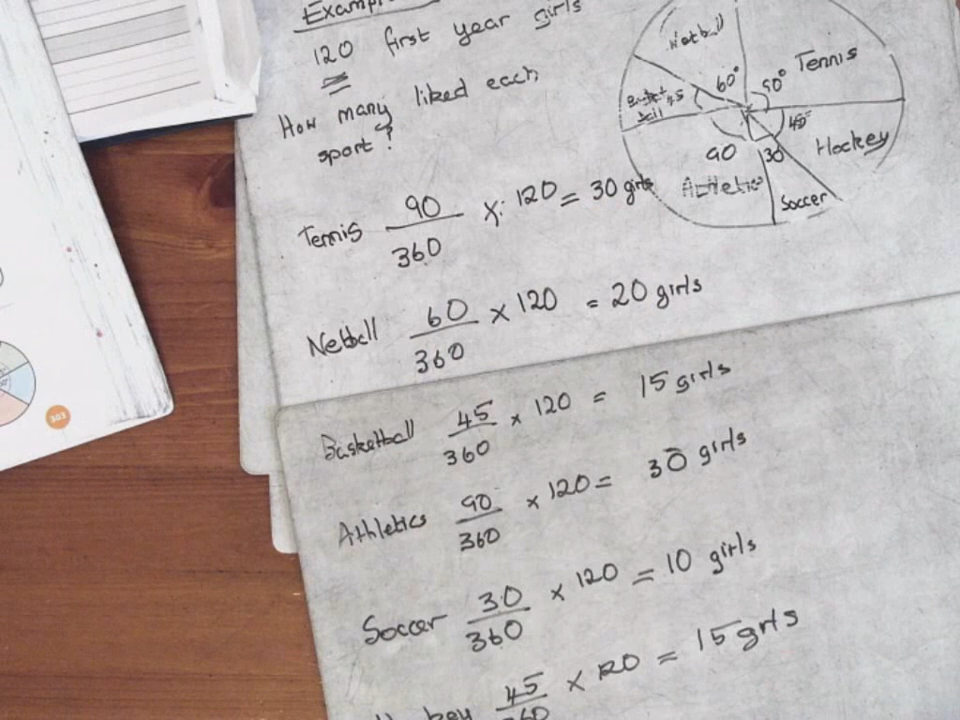 Example
120 first year girls
How many liked each
sport?
Netball
60°
90°
Tennis
45
45°
Hockey
90
30
Athletics
Soccer
Tennis 90/360 × 120 = 30 girls
Netball 60/360 × 120 = 20 girls
Basketball 45/360 × 120 = 15 girls
Athletics 90/360 × 120 = 30 girls
Soccer 30/360 × 120 = 10 girls
45/360 × 120 = 15 girls
303